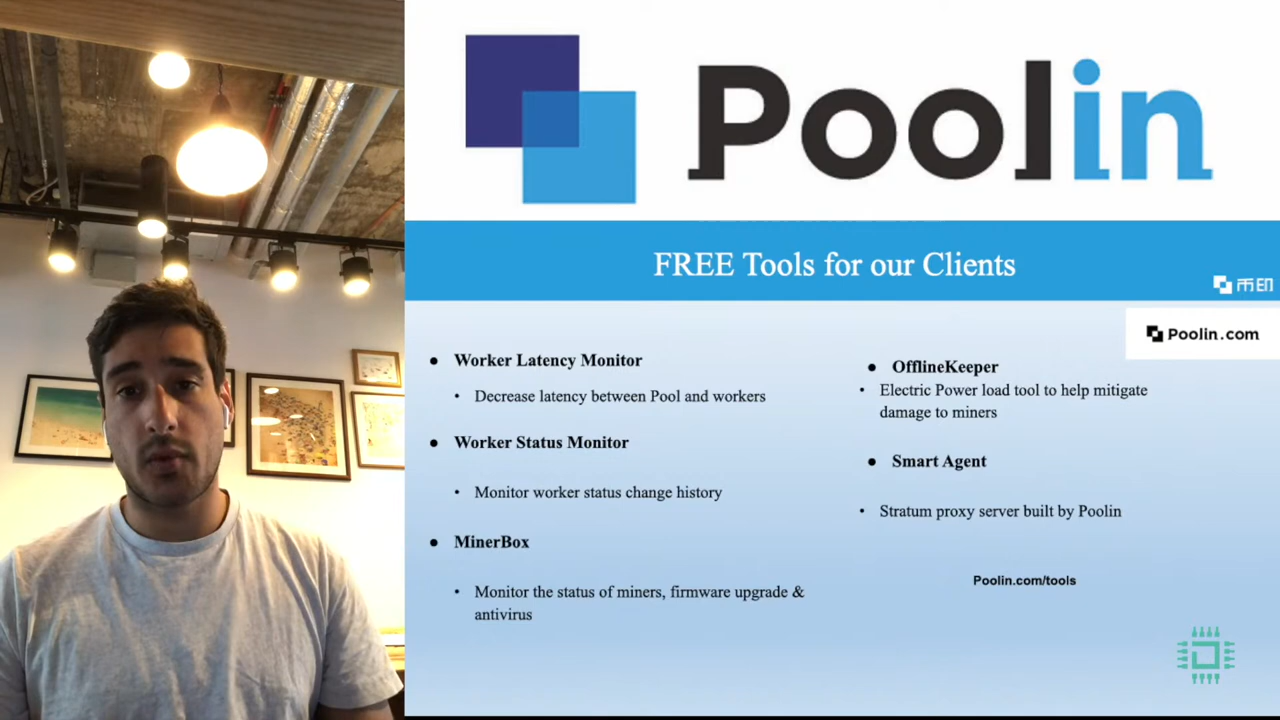 Poolin
FREE Tools for our Clients
币印
Poolin.com
● Worker Latency Monitor
• Decrease latency between Pool and workers
● Worker Status Monitor
• Monitor worker status change history
● MinerBox
• Monitor the status of miners, firmware upgrade &
antivirus
● OfflineKeeper
• Electric Power load tool to help mitigate
damage to miners
● Smart Agent
• Stratum proxy server built by Poolin
Poolin.com/tools